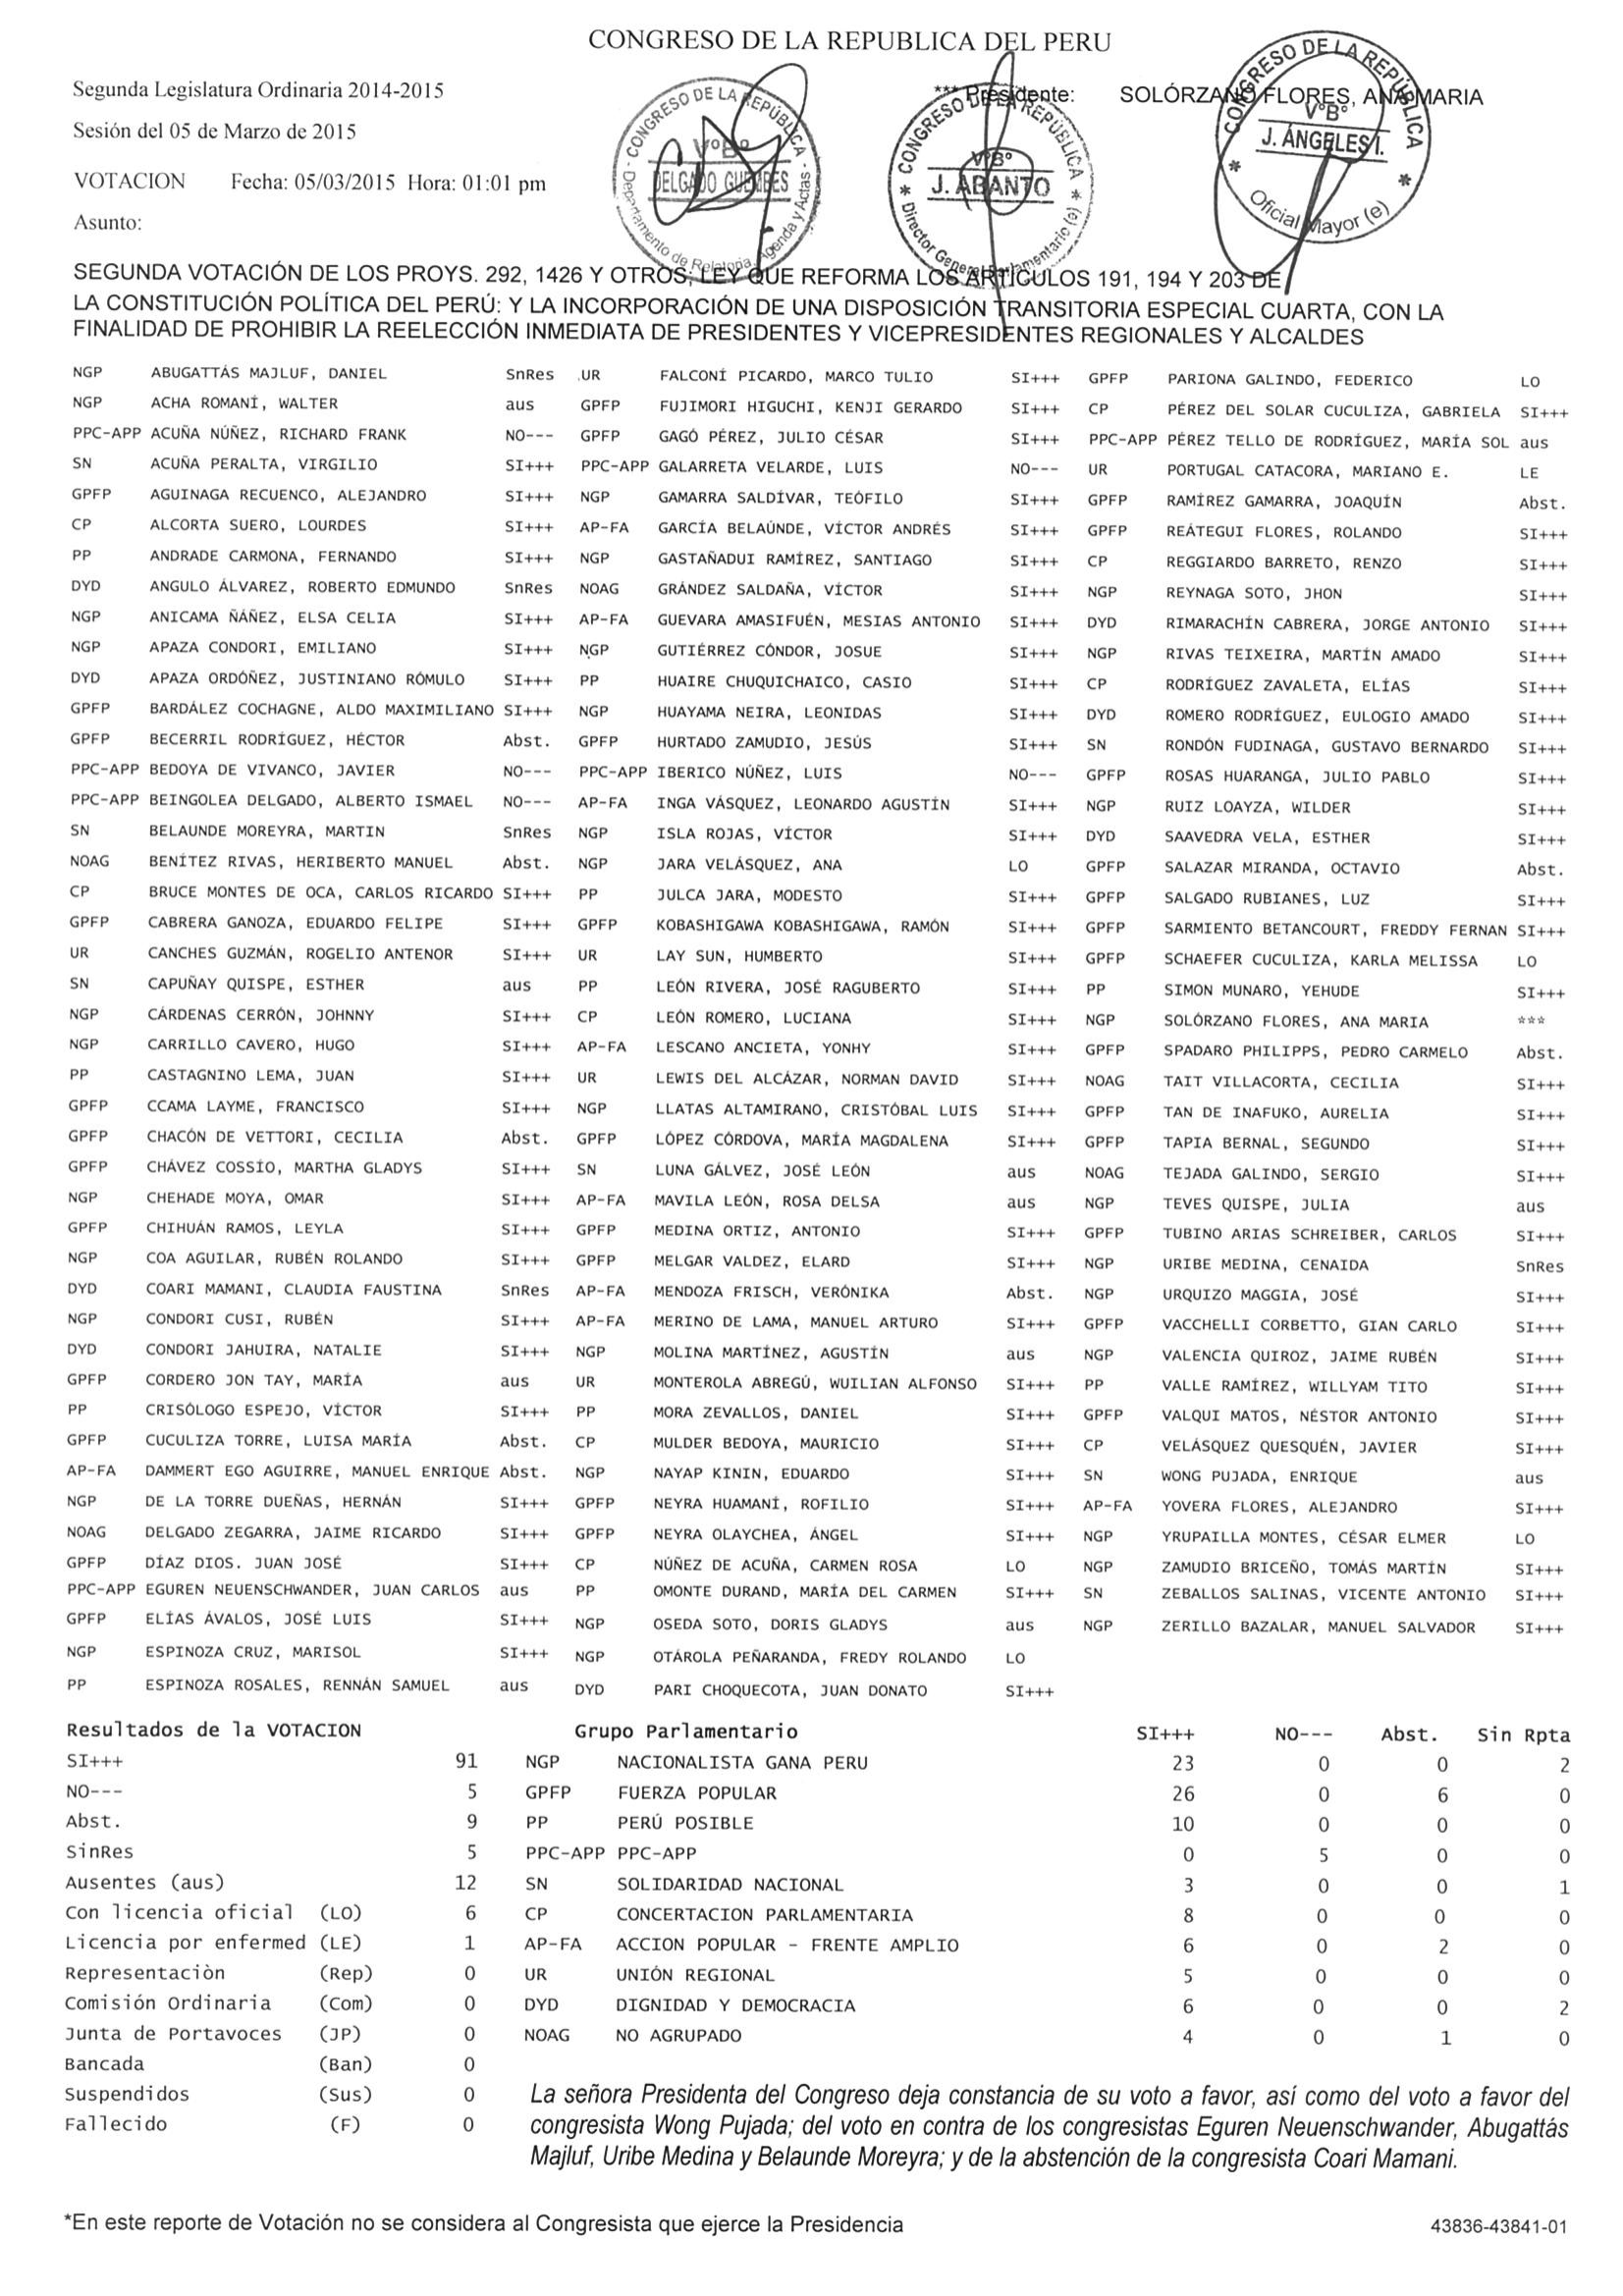 CONGRESO DE LA REPUBLICA DEL PERU
Segunda Legislatura Ordinaria 2014-2015
*** Presidente: SOLÓRZANO FLORES, ANA MARIA
Sesión del 05 de Marzo de 2015
VOTACION Fecha: 05/03/2015 Hora: 01:01 pm
Asunto:
- CONGRESO DE LA REPÚBLICA -
VºBº
DELGADO GUEMBES
Departamento de Relatoria, Agenda y Actas
* CONGRESO DE LA REPÚBLICA *
VºBº
J. ABANTO
Director General Parlamentario (e)
* CONGRESO DE LA REPÚBLICA *
VºBº
J. ÁNGELES I.
Oficial Mayor (e)
SEGUNDA VOTACIÓN DE LOS PROYS. 292, 1426 Y OTROS, LEY QUE REFORMA LOS ARTÍCULOS 191, 194 Y 203 DE
LA CONSTITUCIÓN POLÍTICA DEL PERÚ: Y LA INCORPORACIÓN DE UNA DISPOSICIÓN TRANSITORIA ESPECIAL CUARTA, CON LA
FINALIDAD DE PROHIBIR LA REELECCIÓN INMEDIATA DE PRESIDENTES Y VICEPRESIDENTES REGIONALES Y ALCALDES
NGP ABUGATTÁS MAJLUF, DANIEL SnRes UR FALCONÍ PICARDO, MARCO TULIO SI+++ GPFP PARIONA GALINDO, FEDERICO LO
NGP ACHA ROMANÍ, WALTER aus GPFP FUJIMORI HIGUCHI, KENJI GERARDO SI+++ CP PÉREZ DEL SOLAR CUCULIZA, GABRIELA SI+++
PPC-APP ACUÑA NÚÑEZ, RICHARD FRANK NO--- GPFP GAGÓ PÉREZ, JULIO CÉSAR SI+++ PPC-APP PÉREZ TELLO DE RODRÍGUEZ, MARÍA SOL aus
SN ACUÑA PERALTA, VIRGILIO SI+++ PPC-APP GALARRETA VELARDE, LUIS NO--- UR PORTUGAL CATACORA, MARIANO E. LE
GPFP AGUINAGA RECUENCO, ALEJANDRO SI+++ NGP GAMARRA SALDÍVAR, TEÓFILO SI+++ GPFP RAMÍREZ GAMARRA, JOAQUÍN Abst.
CP ALCORTA SUERO, LOURDES SI+++ AP-FA GARCÍA BELAÚNDE, VÍCTOR ANDRÉS SI+++ GPFP REÁTEGUI FLORES, ROLANDO SI+++
PP ANDRADE CARMONA, FERNANDO SI+++ NGP GASTAÑADUI RAMÍREZ, SANTIAGO SI+++ CP REGGIARDO BARRETO, RENZO SI+++
DYD ANGULO ÁLVAREZ, ROBERTO EDMUNDO SnRes NOAG GRÁNDEZ SALDAÑA, VÍCTOR SI+++ NGP REYNAGA SOTO, JHON SI+++
NGP ANICAMA ÑÁÑEZ, ELSA CELIA SI+++ AP-FA GUEVARA AMASIFUÉN, MESIAS ANTONIO SI+++ DYD RIMARACHÍN CABRERA, JORGE ANTONIO SI+++
NGP APAZA CONDORI, EMILIANO SI+++ NGP GUTIÉRREZ CÓNDOR, JOSUE SI+++ NGP RIVAS TEIXEIRA, MARTÍN AMADO SI+++
DYD APAZA ORDÓÑEZ, JUSTINIANO RÓMULO SI+++ PP HUAIRE CHUQUICHAICO, CASIO SI+++ CP RODRÍGUEZ ZAVALETA, ELÍAS SI+++
GPFP BARDÁLEZ COCHAGNE, ALDO MAXIMILIANO SI+++ NGP HUAYAMA NEIRA, LEONIDAS SI+++ DYD ROMERO RODRÍGUEZ, EULOGIO AMADO SI+++
GPFP BECERRIL RODRÍGUEZ, HÉCTOR Abst. GPFP HURTADO ZAMUDIO, JESÚS SI+++ SN RONDÓN FUDINAGA, GUSTAVO BERNARDO SI+++
PPC-APP BEDOYA DE VIVANCO, JAVIER NO--- PPC-APP IBERICO NÚÑEZ, LUIS NO--- GPFP ROSAS HUARANGA, JULIO PABLO SI+++
PPC-APP BEINGOLEA DELGADO, ALBERTO ISMAEL NO--- AP-FA INGA VÁSQUEZ, LEONARDO AGUSTÍN SI+++ NGP RUIZ LOAYZA, WILDER SI+++
SN BELAUNDE MOREYRA, MARTIN SnRes NGP ISLA ROJAS, VÍCTOR SI+++ DYD SAAVEDRA VELA, ESTHER SI+++
NOAG BENÍTEZ RIVAS, HERIBERTO MANUEL Abst. NGP JARA VELÁSQUEZ, ANA LO GPFP SALAZAR MIRANDA, OCTAVIO Abst.
CP BRUCE MONTES DE OCA, CARLOS RICARDO SI+++ PP JULCA JARA, MODESTO SI+++ GPFP SALGADO RUBIANES, LUZ SI+++
GPFP CABRERA GANOZA, EDUARDO FELIPE SI+++ GPFP KOBASHIGAWA KOBASHIGAWA, RAMÓN SI+++ GPFP SARMIENTO BETANCOURT, FREDDY FERNAN SI+++
UR CANCHES GUZMÁN, ROGELIO ANTENOR SI+++ UR LAY SUN, HUMBERTO SI+++ GPFP SCHAEFER CUCULIZA, KARLA MELISSA LO
SN CAPUÑAY QUISPE, ESTHER aus PP LEÓN RIVERA, JOSÉ RAGUBERTO SI+++ PP SIMON MUNARO, YEHUDE SI+++
NGP CÁRDENAS CERRÓN, JOHNNY SI+++ CP LEÓN ROMERO, LUCIANA SI+++ NGP SOLÓRZANO FLORES, ANA MARIA ***
NGP CARRILLO CAVERO, HUGO SI+++ AP-FA LESCANO ANCIETA, YONHY SI+++ GPFP SPADARO PHILIPPS, PEDRO CARMELO Abst.
PP CASTAGNINO LEMA, JUAN SI+++ UR LEWIS DEL ALCÁZAR, NORMAN DAVID SI+++ NOAG TAIT VILLACORTA, CECILIA SI+++
GPFP CCAMA LAYME, FRANCISCO SI+++ NGP LLATAS ALTAMIRANO, CRISTÓBAL LUIS SI+++ GPFP TAN DE INAFUKO, AURELIA SI+++
GPFP CHACÓN DE VETTORI, CECILIA Abst. GPFP LÓPEZ CÓRDOVA, MARÍA MAGDALENA SI+++ GPFP TAPIA BERNAL, SEGUNDO SI+++
GPFP CHÁVEZ COSSÍO, MARTHA GLADYS SI+++ SN LUNA GÁLVEZ, JOSÉ LEÓN aus NOAG TEJADA GALINDO, SERGIO SI+++
NGP CHEHADE MOYA, OMAR SI+++ AP-FA MAVILA LEÓN, ROSA DELSA aus NGP TEVES QUISPE, JULIA aus
GPFP CHIHUÁN RAMOS, LEYLA SI+++ GPFP MEDINA ORTIZ, ANTONIO SI+++ GPFP TUBINO ARIAS SCHREIBER, CARLOS SI+++
NGP COA AGUILAR, RUBÉN ROLANDO SI+++ GPFP MELGAR VALDEZ, ELARD SI+++ NGP URIBE MEDINA, CENAIDA SnRes
DYD COARI MAMANI, CLAUDIA FAUSTINA SnRes AP-FA MENDOZA FRISCH, VERÓNIKA Abst. NGP URQUIZO MAGGIA, JOSÉ SI+++
NGP CONDORI CUSI, RUBÉN SI+++ AP-FA MERINO DE LAMA, MANUEL ARTURO SI+++ GPFP VACCHELLI CORBETTO, GIAN CARLO SI+++
DYD CONDORI JAHUIRA, NATALIE SI+++ NGP MOLINA MARTÍNEZ, AGUSTÍN aus NGP VALENCIA QUIROZ, JAIME RUBÉN SI+++
GPFP CORDERO JON TAY, MARÍA aus UR MONTEROLA ABREGÚ, WUILIAN ALFONSO SI+++ PP VALLE RAMÍREZ, WILLYAM TITO SI+++
PP CRISÓLOGO ESPEJO, VÍCTOR SI+++ PP MORA ZEVALLOS, DANIEL SI+++ GPFP VALQUI MATOS, NÉSTOR ANTONIO SI+++
GPFP CUCULIZA TORRE, LUISA MARÍA Abst. CP MULDER BEDOYA, MAURICIO SI+++ CP VELÁSQUEZ QUESQUÉN, JAVIER SI+++
AP-FA DAMMERT EGO AGUIRRE, MANUEL ENRIQUE Abst. NGP NAYAP KININ, EDUARDO SI+++ SN WONG PUJADA, ENRIQUE aus
NGP DE LA TORRE DUEÑAS, HERNÁN SI+++ GPFP NEYRA HUAMANÍ, ROFILIO SI+++ AP-FA YOVERA FLORES, ALEJANDRO SI+++
NOAG DELGADO ZEGARRA, JAIME RICARDO SI+++ GPFP NEYRA OLAYCHEA, ÁNGEL SI+++ NGP YRUPAILLA MONTES, CÉSAR ELMER LO
GPFP DÍAZ DIOS. JUAN JOSÉ SI+++ CP NÚÑEZ DE ACUÑA, CARMEN ROSA LO NGP ZAMUDIO BRICEÑO, TOMÁS MARTÍN SI+++
PPC-APP EGUREN NEUENSCHWANDER, JUAN CARLOS aus PP OMONTE DURAND, MARÍA DEL CARMEN SI+++ SN ZEBALLOS SALINAS, VICENTE ANTONIO SI+++
GPFP ELÍAS ÁVALOS, JOSÉ LUIS SI+++ NGP OSEDA SOTO, DORIS GLADYS aus NGP ZERILLO BAZALAR, MANUEL SALVADOR SI+++
NGP ESPINOZA CRUZ, MARISOL SI+++ NGP OTÁROLA PEÑARANDA, FREDY ROLANDO LO
PP ESPINOZA ROSALES, RENNÁN SAMUEL aus DYD PARI CHOQUECOTA, JUAN DONATO SI+++
Resultados de la VOTACION Grupo Parlamentario SI+++ NO--- Abst. Sin Rpta
SI+++ 91 NGP NACIONALISTA GANA PERU 23 0 0 2
NO--- 5 GPFP FUERZA POPULAR 26 0 6 0
Abst. 9 PP PERÚ POSIBLE 10 0 0 0
SinRes 5 PPC-APP PPC-APP 0 5 0 0
Ausentes (aus) 12 SN SOLIDARIDAD NACIONAL 3 0 0 1
Con licencia oficial (LO) 6 CP CONCERTACION PARLAMENTARIA 8 0 0 0
Licencia por enfermed (LE) 1 AP-FA ACCION POPULAR - FRENTE AMPLIO 6 0 2 0
Representaciòn (Rep) 0 UR UNIÓN REGIONAL 5 0 0 0
Comisión Ordinaria (Com) 0 DYD DIGNIDAD Y DEMOCRACIA 6 0 0 2
Junta de Portavoces (JP) 0 NOAG NO AGRUPADO 4 0 1 0
Bancada (Ban) 0
Suspendidos (Sus) 0
Fallecido (F) 0
La señora Presidenta del Congreso deja constancia de su voto a favor, así como del voto a favor del
congresista Wong Pujada; del voto en contra de los congresistas Eguren Neuenschwander, Abugattás
Majluf, Uribe Medina y Belaunde Moreyra; y de la abstención de la congresista Coari Mamani.
*En este reporte de Votación no se considera al Congresista que ejerce la Presidencia 43836-43841-01